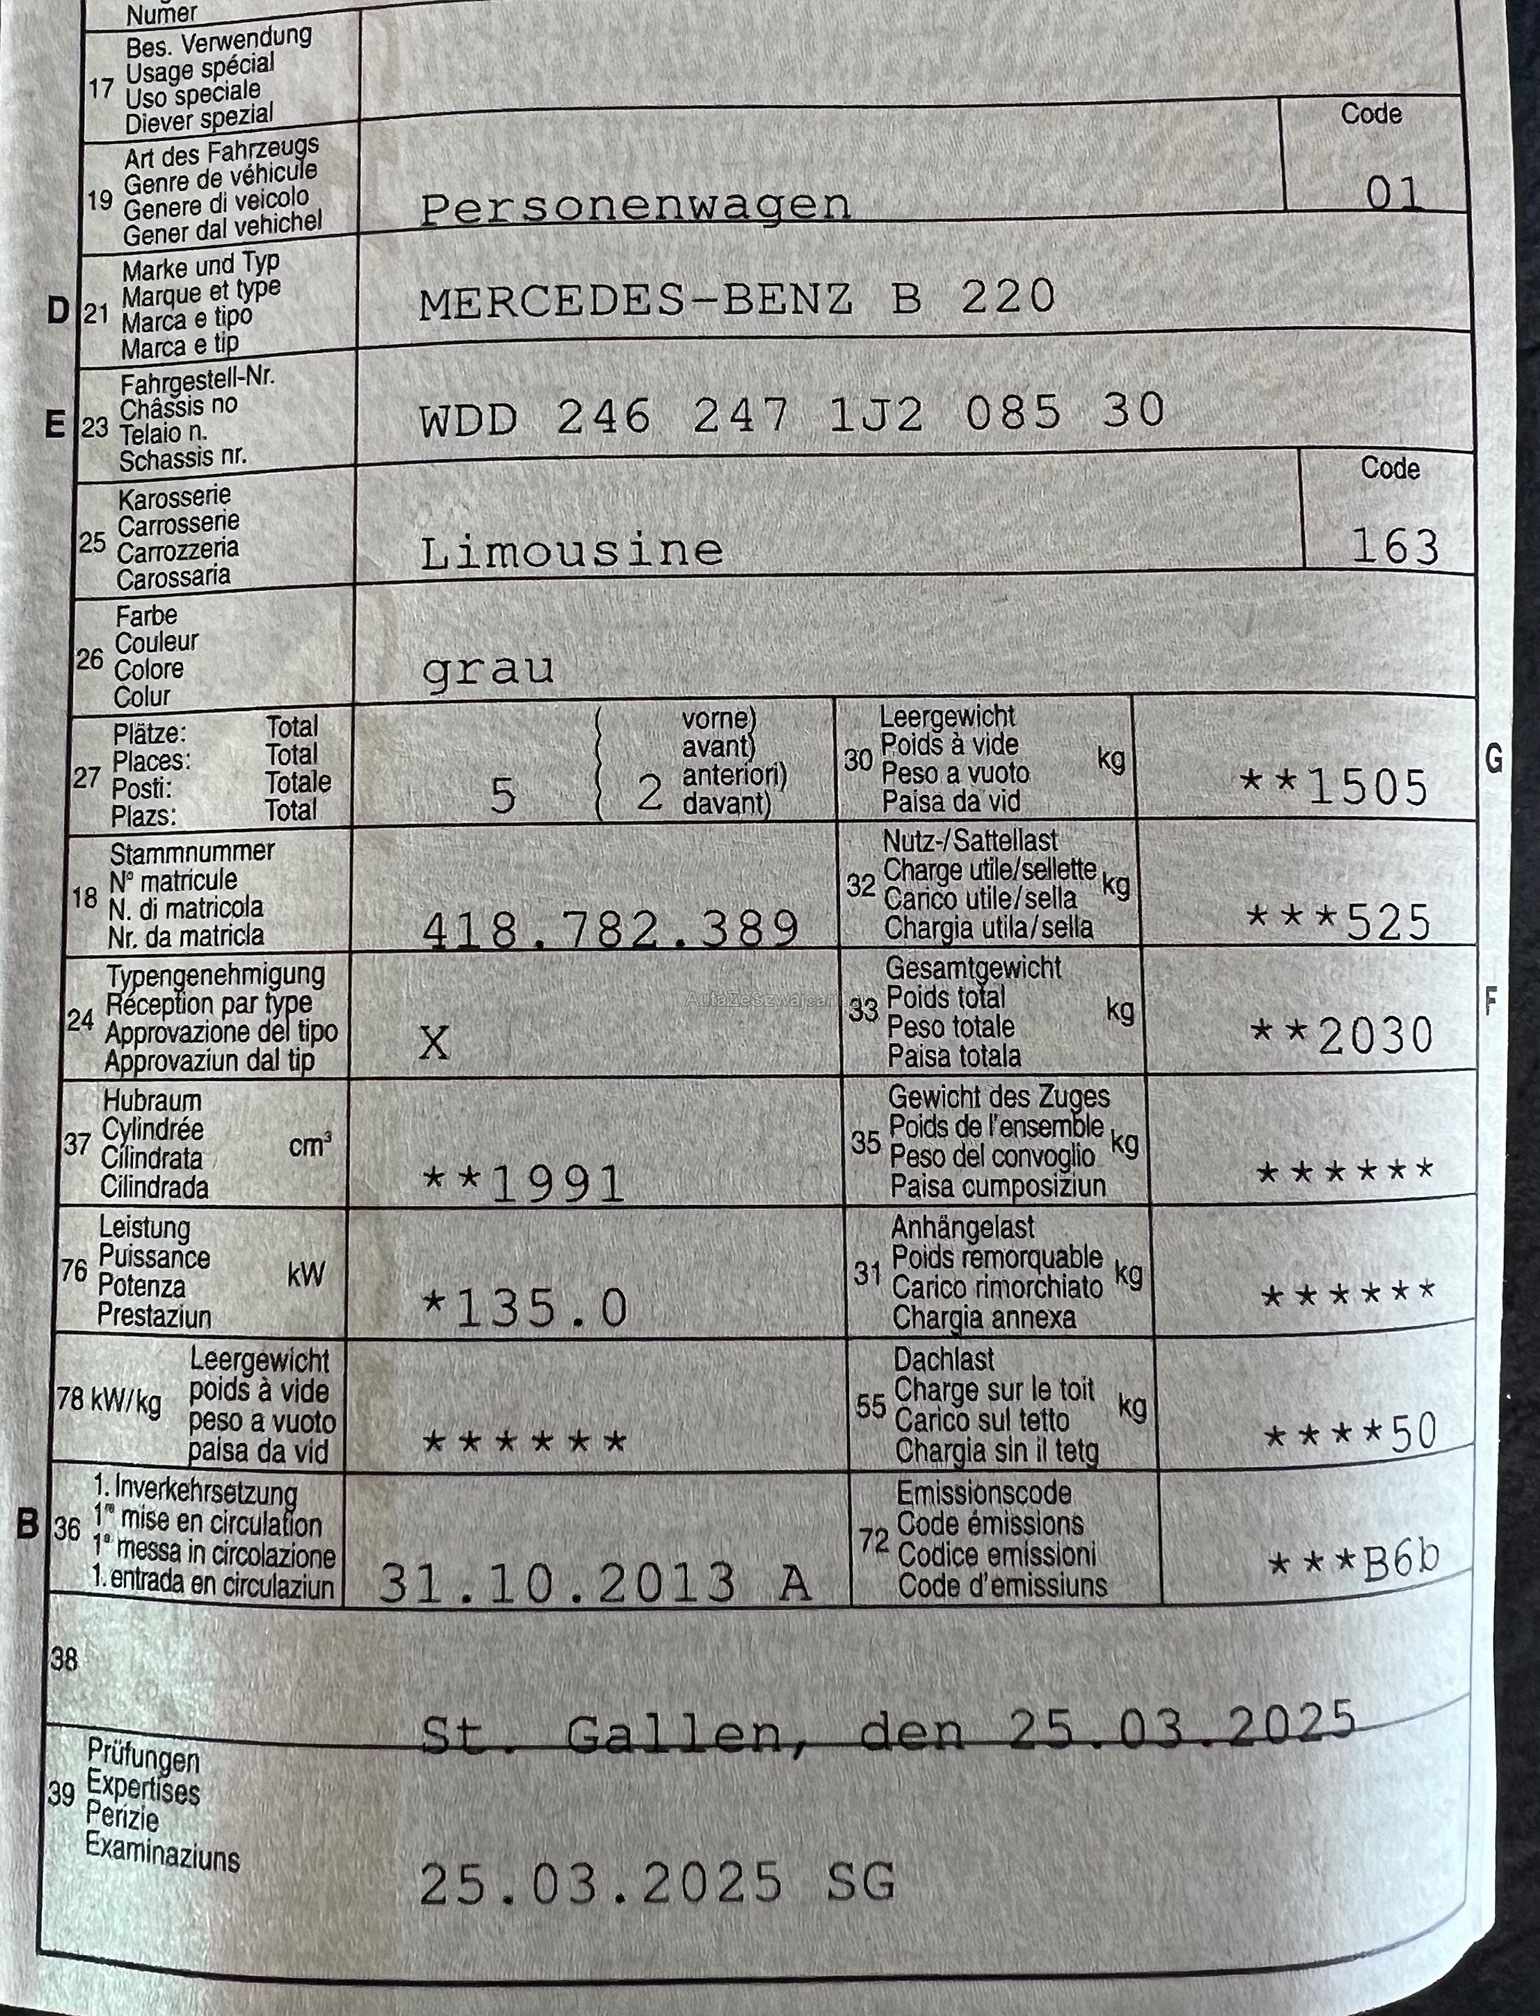 Numer
17 Bes. Verwendung
Usage spécial
Uso speciale
Diever spezial
19 Art des Fahrzeugs
Genre de véhicule
Genere di veicolo
Gener dal vehichel
Personenwagen
Code
01
D 21 Marke und Typ
Marque et type
Marca e tipo
Marca e tip
MERCEDES-BENZ B 220
E 23 Fahrgestell-Nr.
Châssis no
Telaio n.
Schassis nr.
WDD 246 247 1J2 085 30
25 Karosserie
Carrosserie
Carrozzeria
Carossaria
Limousine
Code
163
26 Farbe
Couleur
Colore
Colur
grau
27 Plätze: Total
Places: Total
Posti: Totale
Plazs: Total
5
2
vorne)
avant)
anteriori)
davant)
30 Leergewicht
Poids à vide kg
Peso a vuoto
Paisa da vid
**1505
G
18 Stammnummer
N° matricule
N. di matricola
Nr. da matricla
418.782.389
32 Nutz-/Sattellast
Charge utile/sellette kg
Carico utile/sella
Chargia utila/sella
***525
24 Typengenehmigung
Réception par type
Approvazione del tipo
Approvaziun dal tip
X
33 Gesamtgewicht
Poids total kg
Peso totale
Paisa totala
**2030
F
37 Hubraum
Cylindrée cm³
Cilindrata
Cilindrada
**1991
35 Gewicht des Zuges
Poids de l'ensemble kg
Peso del convoglio
Paisa cumposiziun
******
76 Leistung
Puissance kW
Potenza
Prestaziun
*135.0
31 Anhängelast
Poids remorquable kg
Carico rimorchiato
Chargia annexa
******
78 kW/kg Leergewicht
poids à vide
peso a vuoto
paisa da vid
******
55 Dachlast
Charge sur le toit kg
Carico sul tetto
Chargia sin il tetg
****50
B 36 1. Inverkehrsetzung
1re mise en circulation
1a messa in circolazione
1. entrada en circulaziun
31.10.2013 A
72 Emissionscode
Code émissions
Codice emissioni
Code d'emissiuns
***B6b
38
St. Gallen, den 25.03.2025
39 Prüfungen
Expertises
Perizie
Examinaziuns
25.03.2025 SG